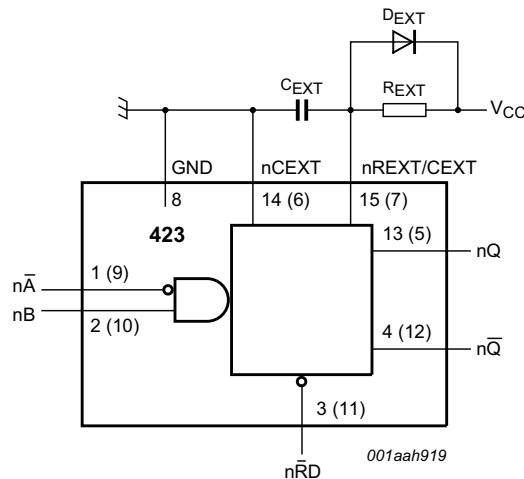 DEXT
CEXT
REXT
VCC
GND
nCEXT
nREXT/CEXT
8
14 (6)
15 (7)
423
13 (5)
nQ
1 (9)
nA̅
nB
2 (10)
4 (12)
nQ̅
3 (11)
001aah919
nR̅D